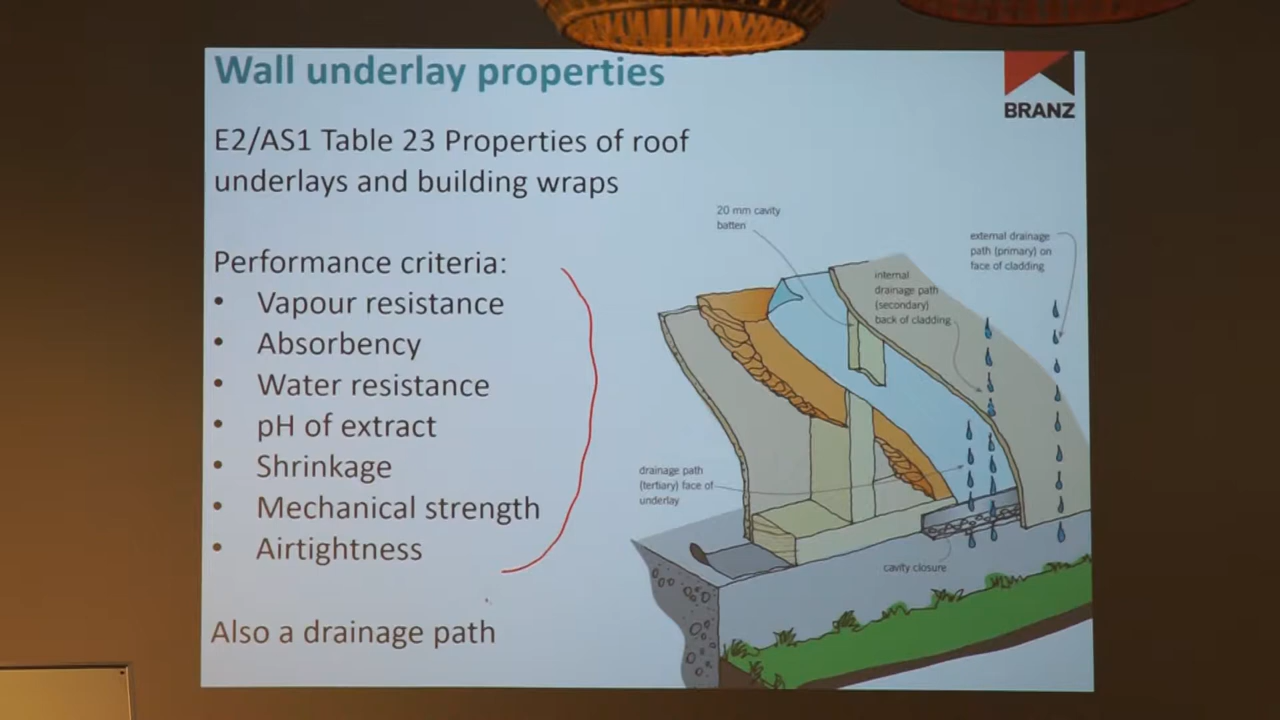 Wall underlay properties
BRANZ
E2/AS1 Table 23 Properties of roof
underlays and building wraps
Performance criteria:
• Vapour resistance
• Absorbency
• Water resistance
• pH of extract
• Shrinkage
• Mechanical strength
• Airtightness
Also a drainage path
20 mm cavity
batten
external drainage
path (primary) on
face of cladding
internal
drainage path
(secondary)
back of cladding
drainage path
(tertiary) face of
underlay
cavity closure